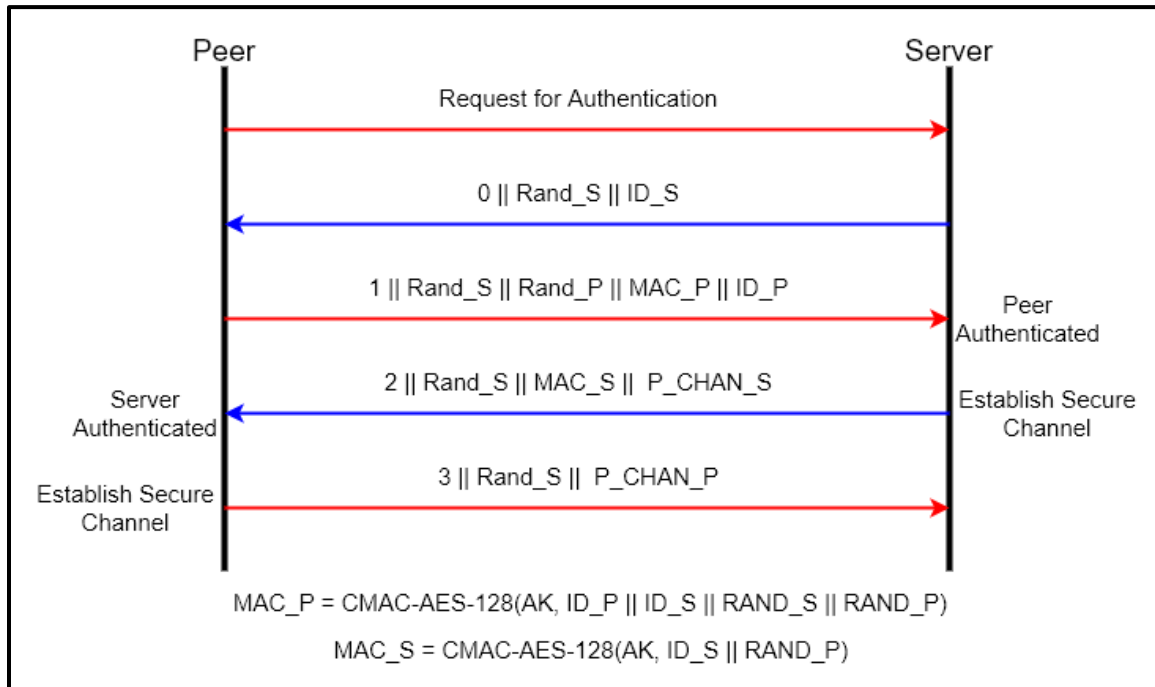 Peer Server
Request for Authentication
0 || Rand_S || ID_S
1 || Rand_S || Rand_P || MAC_P || ID_P
Peer
Authenticated
2 || Rand_S || MAC_S || P_CHAN_S
Server
Authenticated
Establish Secure
Channel
3 || Rand_S || P_CHAN_P
Establish Secure
Channel
MAC_P = CMAC-AES-128(AK, ID_P || ID_S || RAND_S || RAND_P)
MAC_S = CMAC-AES-128(AK, ID_S || RAND_P)